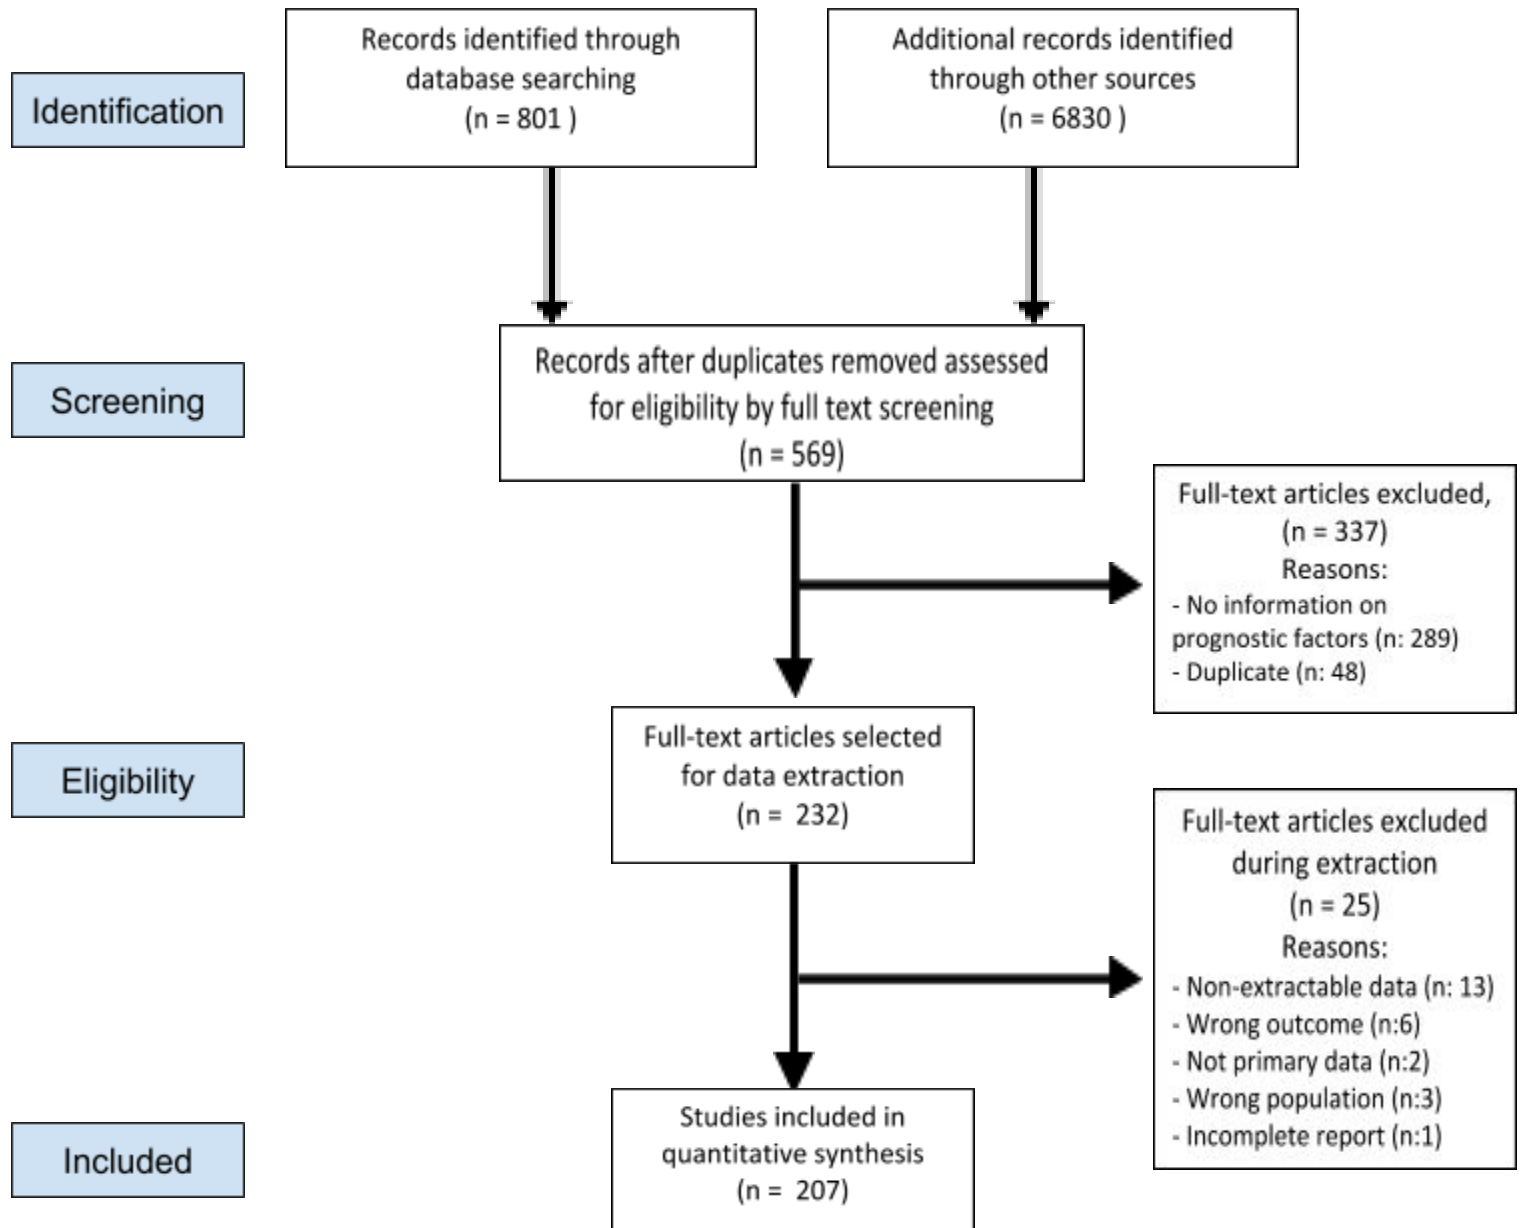 Identification
Records identified through
database searching
(n = 801 )
Additional records identified
through other sources
(n = 6830 )
Screening
Records after duplicates removed assessed
for eligibility by full text screening
(n = 569)
Full-text articles excluded,
(n = 337)
Reasons:
- No information on
prognostic factors (n: 289)
- Duplicate (n: 48)
Eligibility
Full-text articles selected
for data extraction
(n =  232)
Full-text articles excluded
during extraction
(n = 25)
Reasons:
- Non-extractable data (n: 13)
- Wrong outcome (n:6)
- Not primary data (n:2)
- Wrong population (n:3)
- Incomplete report (n:1)
Included
Studies included in
quantitative synthesis
(n =  207)